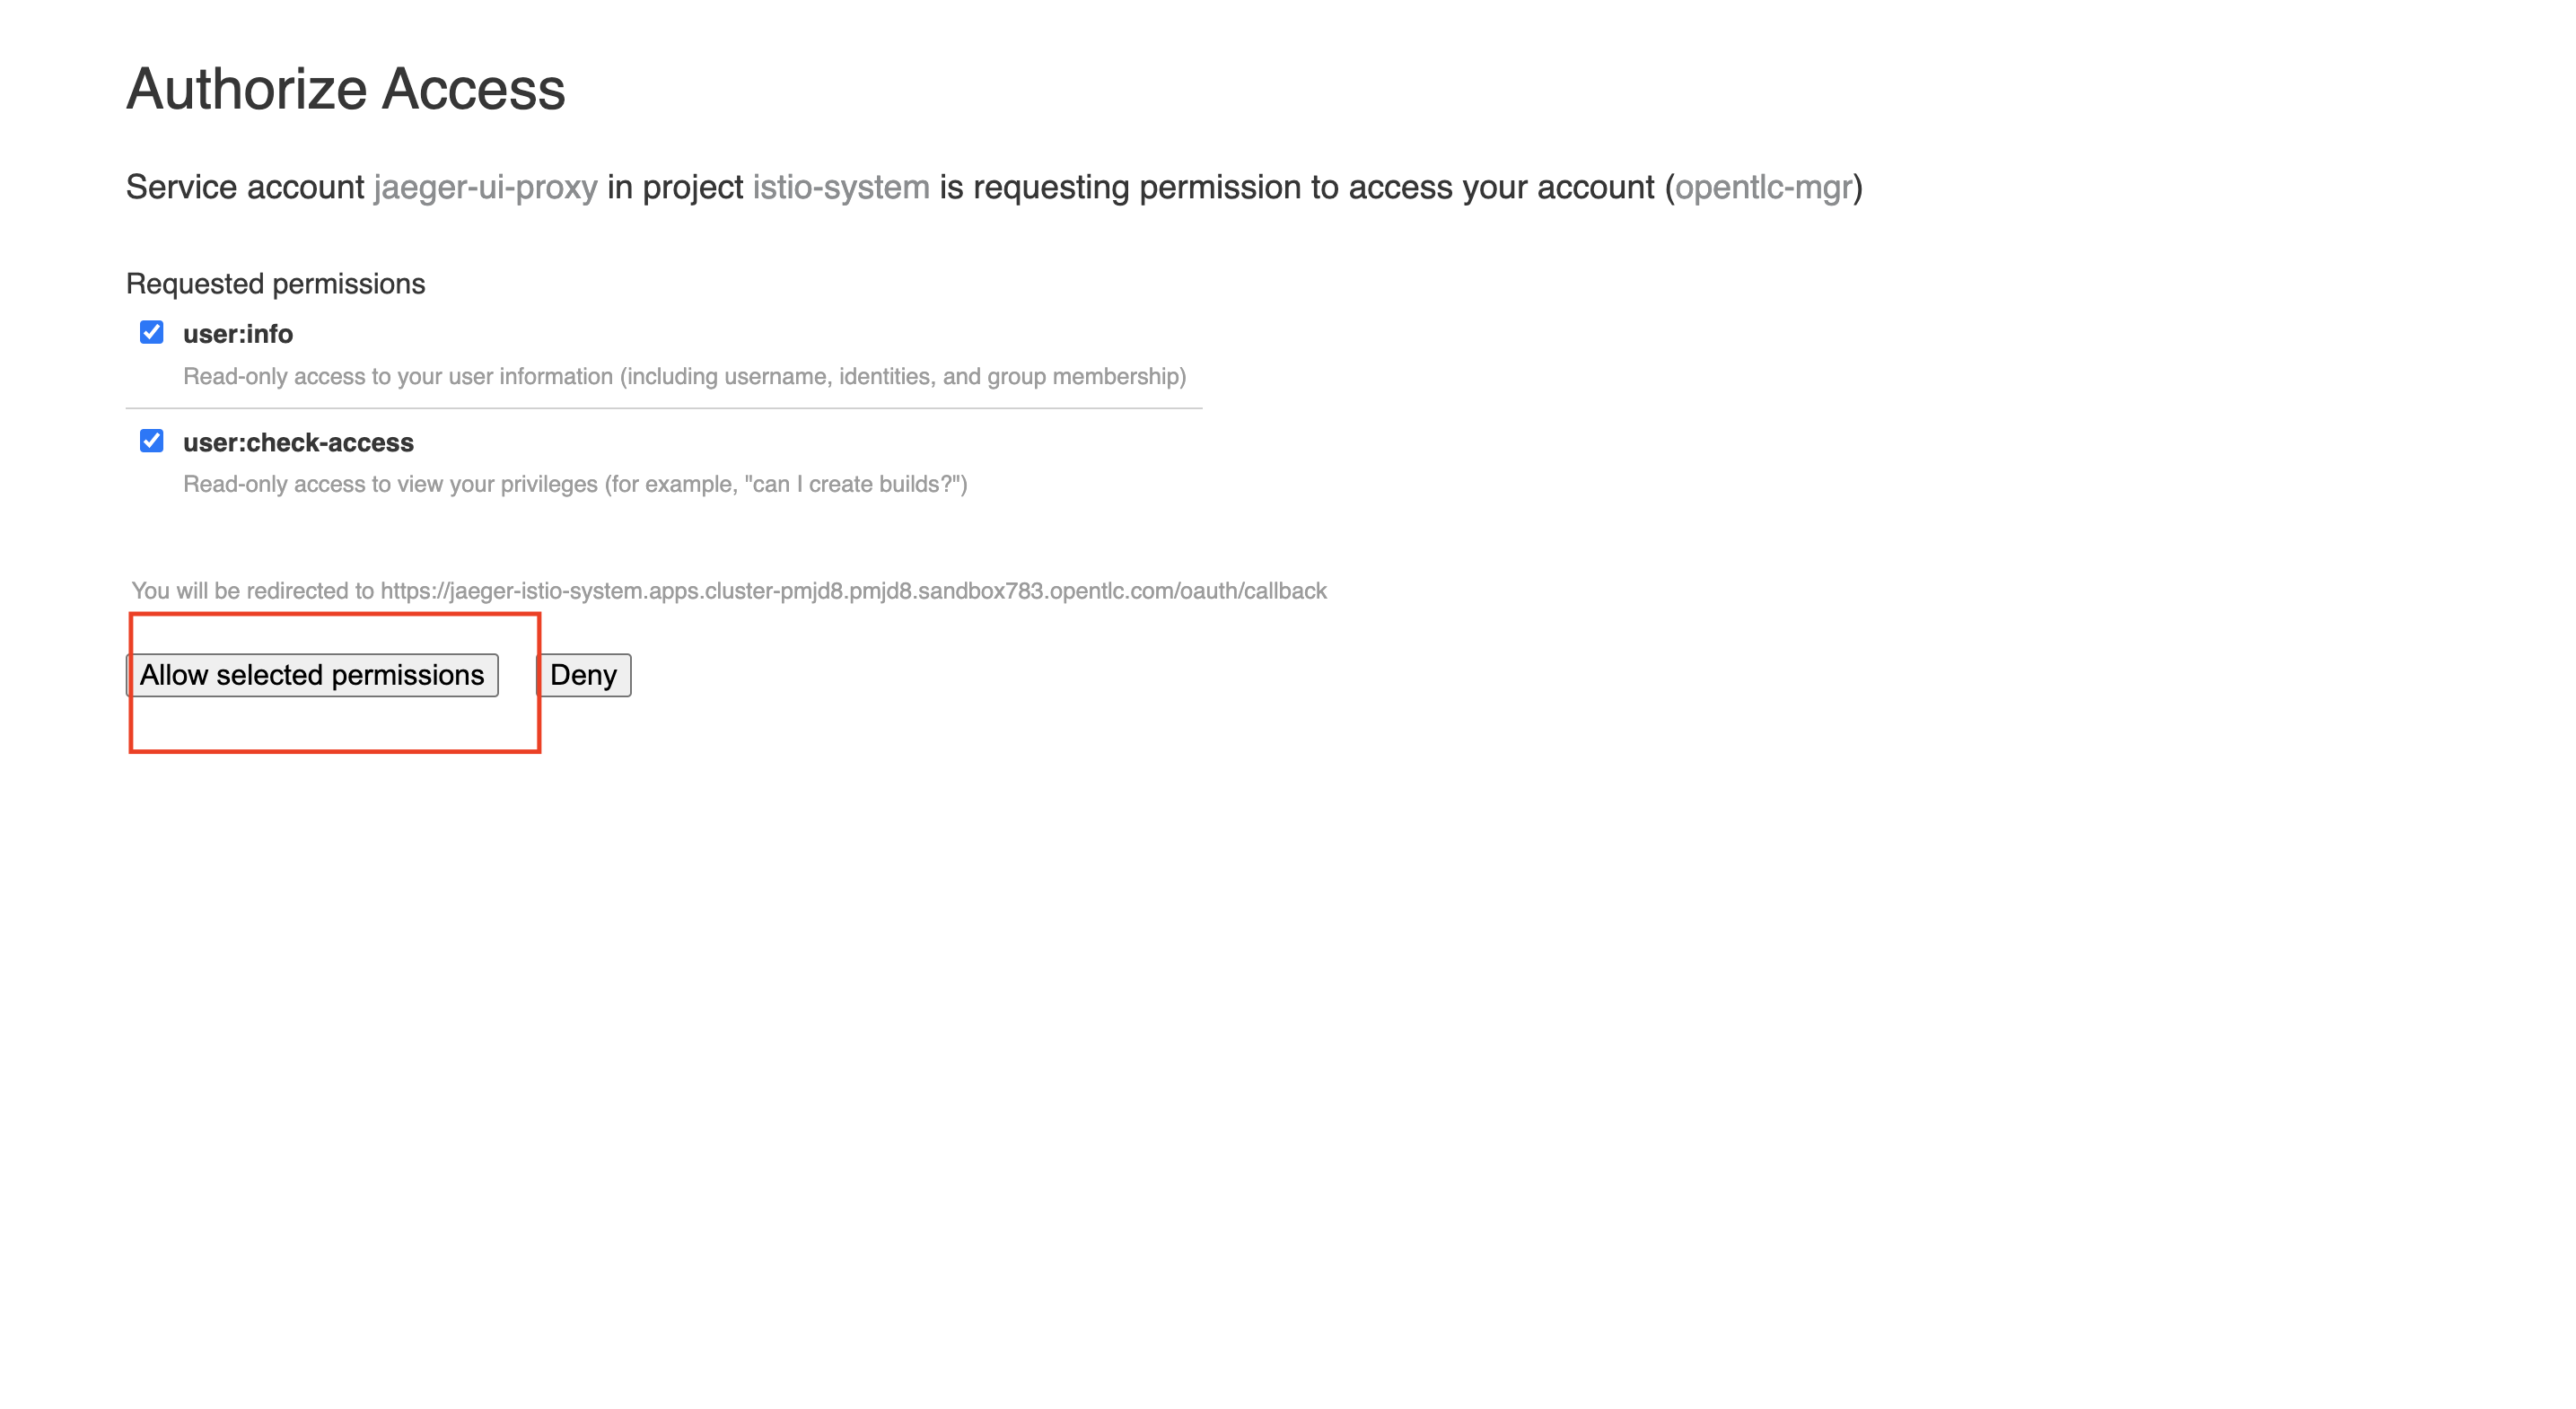 Authorize Access
Service account jaeger-ui-proxy in project istio-system is requesting permission to access your account (opentlc-mgr)
Requested permissions
user:info
Read-only access to your user information (including username, identities, and group membership)
user:check-access
Read-only access to view your privileges (for example, "can I create builds?")
You will be redirected to https://jaeger-istio-system.apps.cluster-pmjd8.pmjd8.sandbox783.opentlc.com/oauth/callback
Allow selected permissions Deny